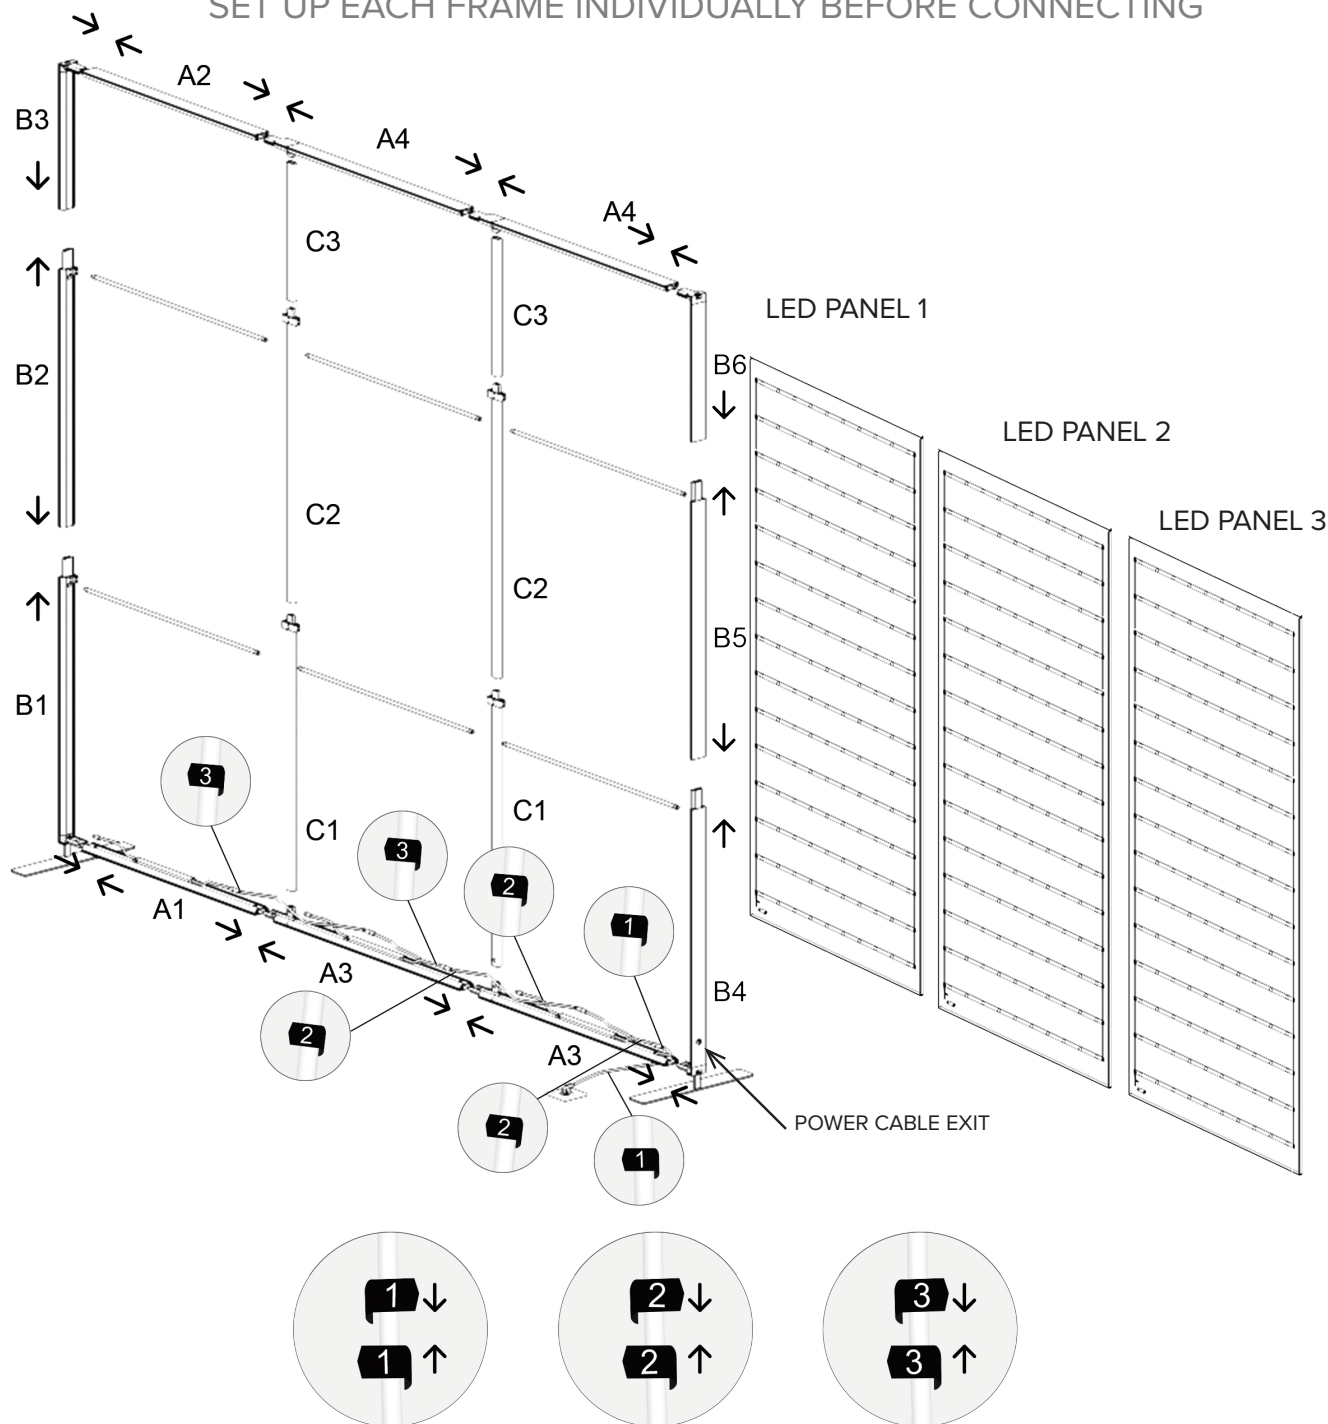 SET UP EACH FRAME INDIVIDUALLY BEFORE CONNECTING
A2
B3
A4
A4
C3
C3
LED PANEL 1
B6
B2
LED PANEL 2
C2
LED PANEL 3
C2
B5
B1
3
C1
C1
3
2
1
A1
A3
B4
2
A3
2
POWER CABLE EXIT
1
1 2 3
1 2 3